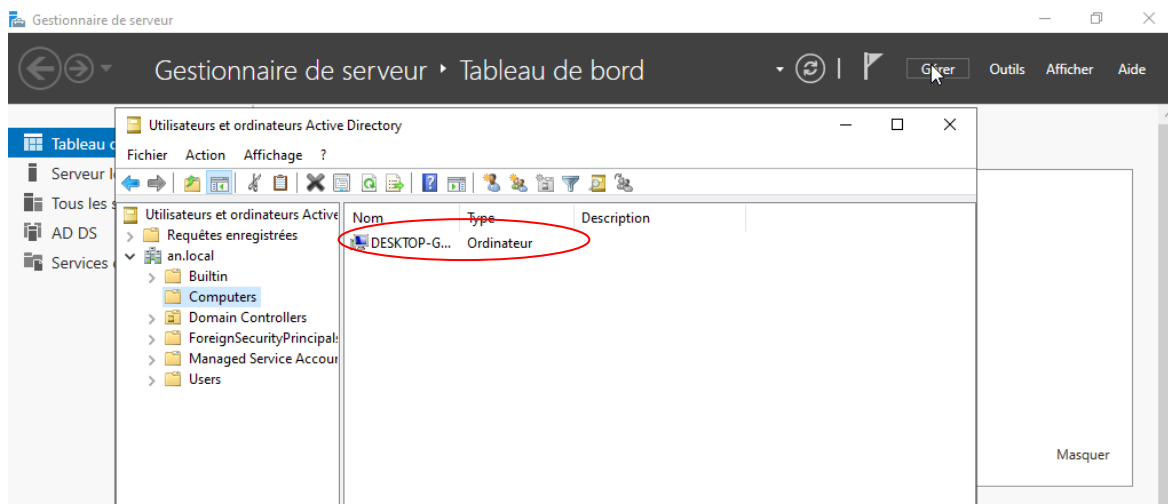 Gestionnaire de serveur
Gestionnaire de serveur • Tableau de bord
Gérer Outils Afficher Aide
Utilisateurs et ordinateurs Active Directory
Fichier Action Affichage ?
Tableau d
Serveur l
Tous les s
AD DS
Services
Utilisateurs et ordinateurs Active
Requêtes enregistrées
an.local
Builtin
Computers
Domain Controllers
ForeignSecurityPrincipals
Managed Service Accoun
Users
Nom Type Description
DESKTOP-G... Ordinateur
Masquer